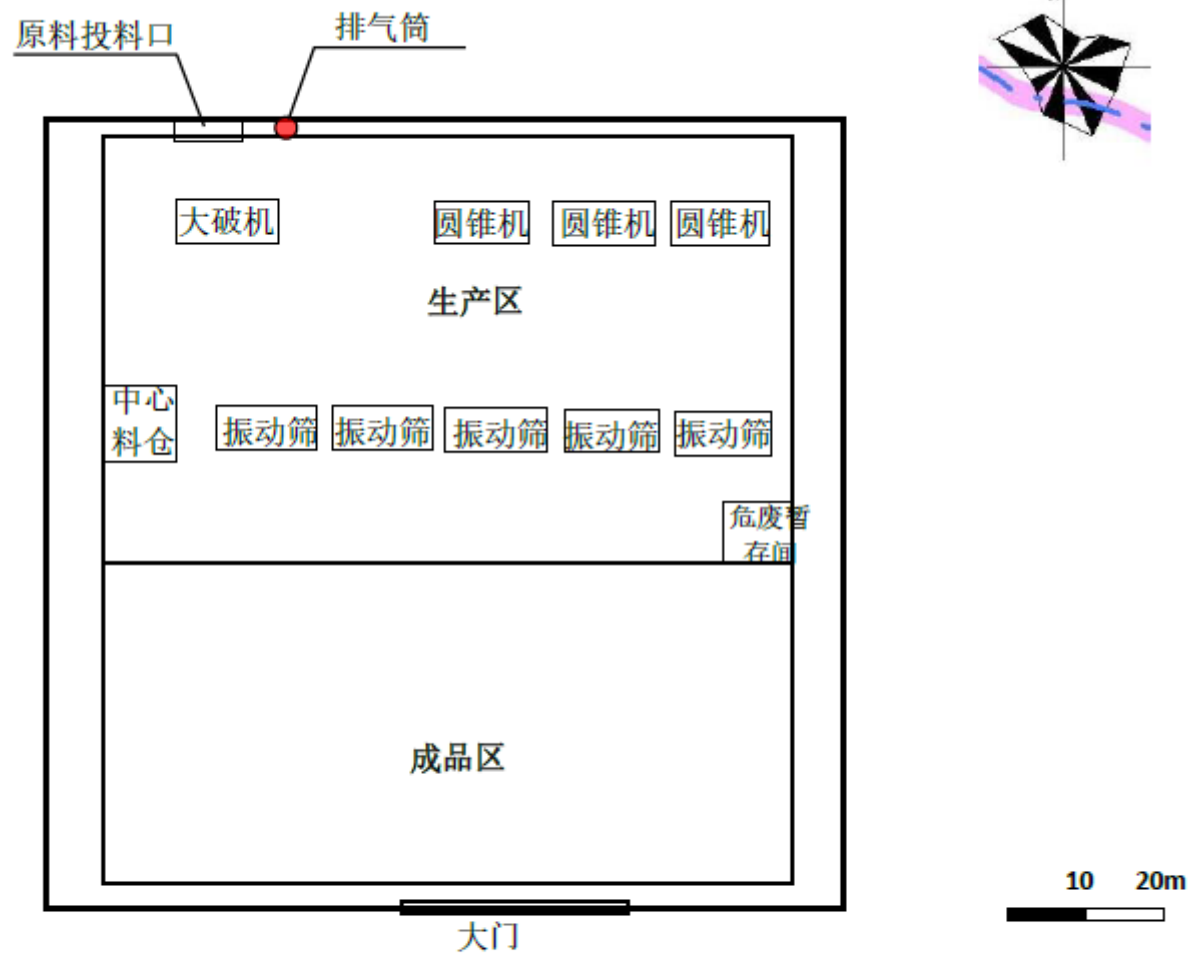 原料投料口
排气筒
大破机
圆锥机
圆锥机
圆锥机
生产区
中心
料仓
振动筛
振动筛
振动筛
振动筛
振动筛
危废暂
存间
成品区
10
20m
大门